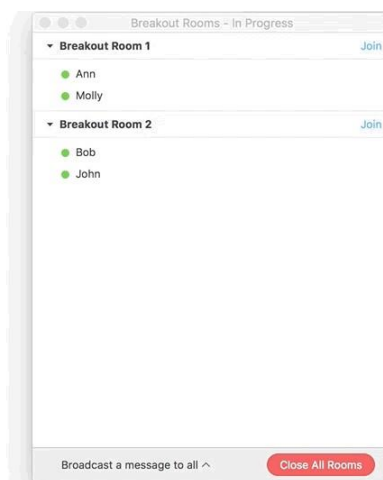 Breakout Rooms - In Progress
Breakout Room 1 Join
Ann
Molly
Breakout Room 2 Join
Bob
John
Broadcast a message to all
Close All Rooms